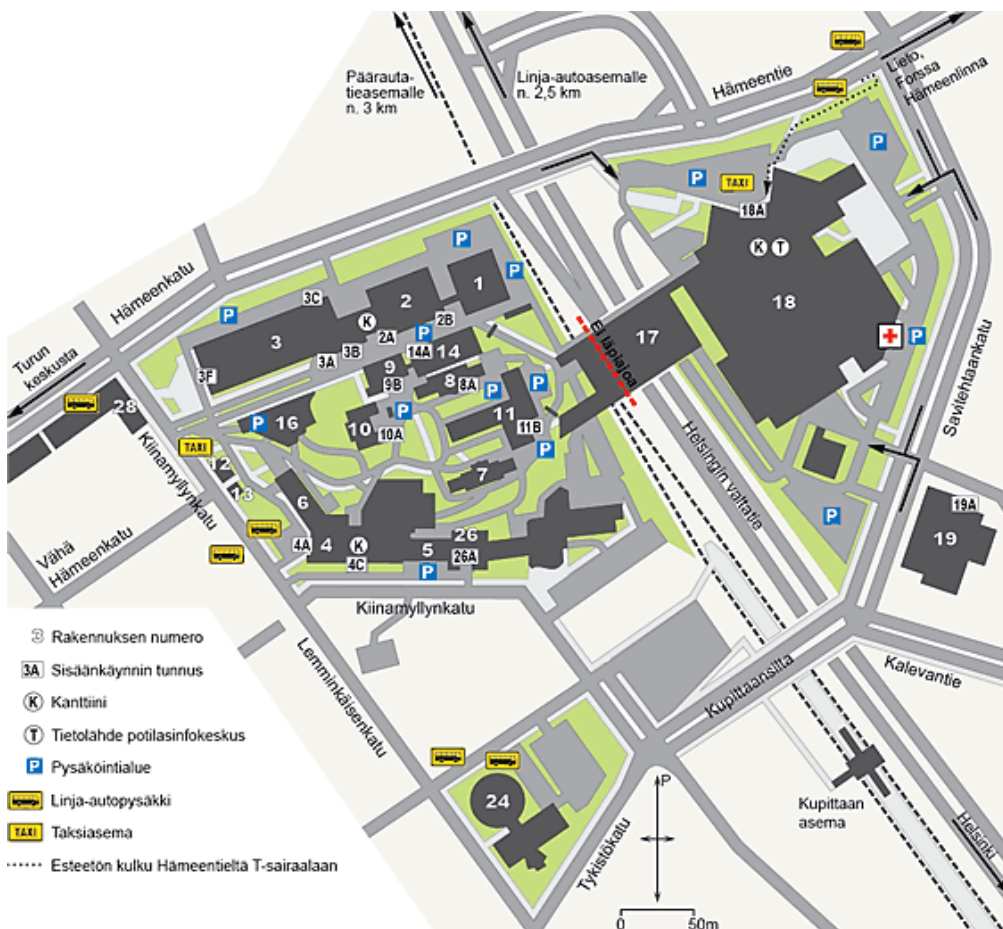 Päärauta-
tieasemalle
n. 3 km
Linja-autoasemalle
n. 2,5 km
Hämeentie
Lieto,
Forssa
Hämeenlinna
P
P
TAXI
18A
K T
18
P
Savitehtaankatu
Hämeenkatu
Turun
keskusta
P
P
P
3C
2
1
K
3
2A
2B
P
3B
3A
14A
14
9
9B
8
8A
P
3F
17
Ei läpiajoa
28
P
16
10
10A
P
11
11B
P
P
TAXI
12
13
7
Kiinamyllynkatu
6
4A
4
K
4C
5
P
26
26A
Helsingin valtatie
P
19A
19
Vähä
Hämeenkatu
Kiinamyllynkatu
Lemminkäisenkatu
Kupittaansilta
Kalevantie
24
Tykistökatu
P
Kupittaan
asema
Helsinki
0 50m
3 Rakennuksen numero
3A Sisäänkäynnin tunnus
K Kanttiini
T Tietolähde potilasinfokeskus
P Pysäköintialue
Linja-autopysäkki
TAXI Taksiasema
Esteetön kulku Hämeentieltä T-sairaalaan